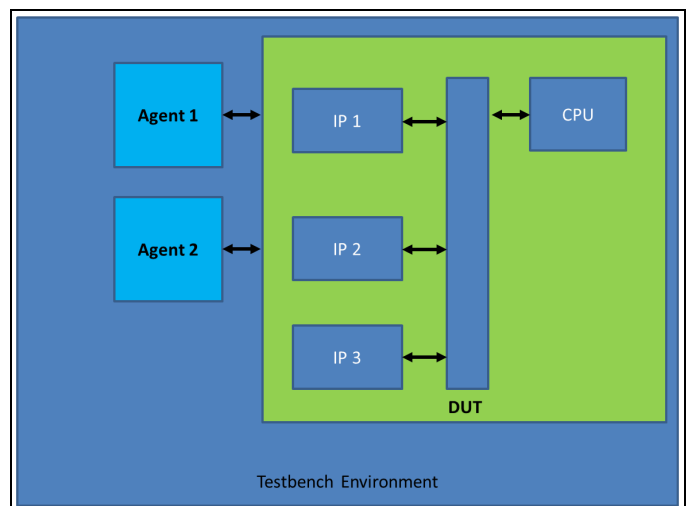 Agent 1
IP 1
CPU
Agent 2
IP 2
IP 3
DUT
Testbench Environment